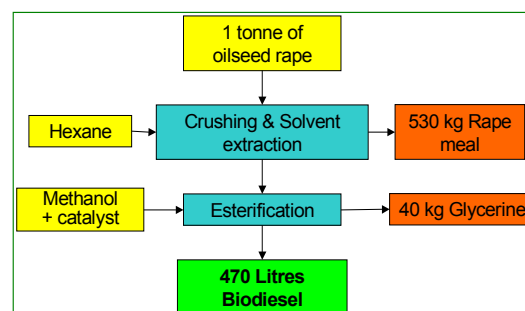 1 tonne of
oilseed rape
Hexane
Crushing & Solvent
extraction
530 kg Rape
meal
Methanol
+ catalyst
Esterification
40 kg Glycerine
470 Litres
Biodiesel